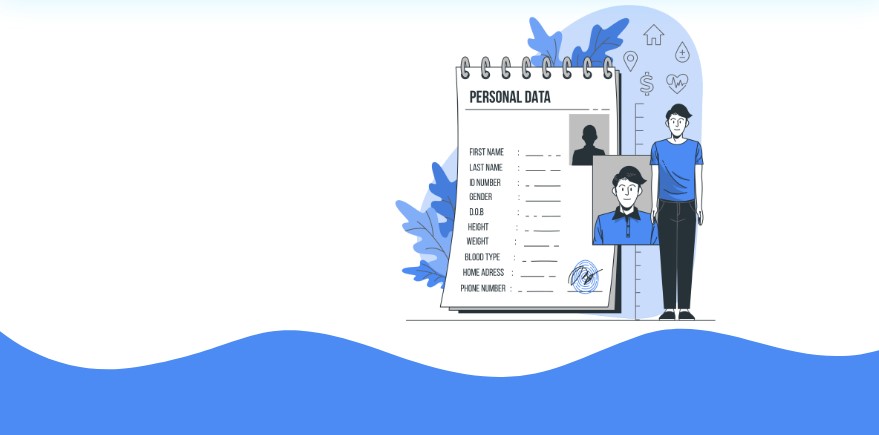 PERSONAL DATA
FIRST NAME :
LAST NAME :
ID NUMBER :
GENDER :
D.O.B :
HEIGHT :
WEIGHT :
BLOOD TYPE :
HOME ADRESS :
PHONE NUMBER :